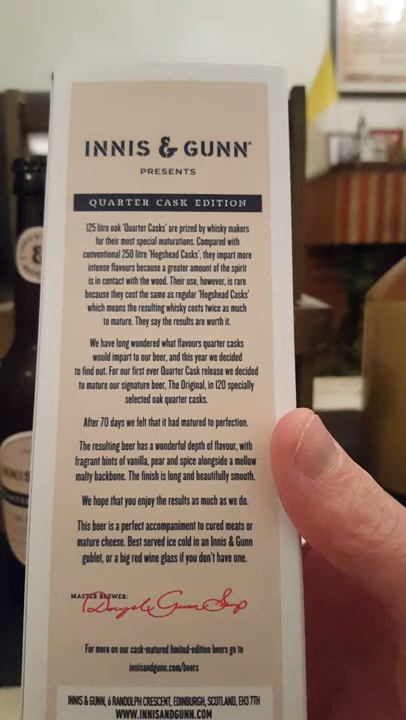 INNIS & GUNN
PRESENTS
QUARTER CASK EDITION
125 litre oak 'Quarter Casks' are prized by whisky makers
for their most special maturations. Compared with
conventional 250 litre 'Hogshead Casks', they impart more
intense flavours because a greater amount of the spirit
is in contact with the wood. Their use, however, is rare
because they cost the same as regular 'Hogshead Casks'
which means the resulting whisky costs twice as much
to mature. They say the results are worth it.
We have long wondered what flavours quarter casks
would impart to our beer, and this year we decided
to find out. For our first ever Quarter Cask release we decided
to mature our signature beer, The Original, in 120 specially
selected oak quarter casks.
After 70 days we felt that it had matured to perfection.
The resulting beer has a wonderful depth of flavour, with
fragrant hints of vanilla, pear and spice alongside a mellow
malty backbone. The finish is long and beautifully smooth.
We hope that you enjoy the results as much as we do.
This beer is a perfect accompaniment to cured meats or
mature cheese. Best served ice cold in an Innis & Gunn
goblet, or a big red wine glass if you don't have one.
MASTER BREWER:
Dougal Gunn Sharp
For more on our cask-matured limited-edition beers go to
innisandgunn.com/beers
INNIS & GUNN, 6 RANDOLPH CRESCENT, EDINBURGH, SCOTLAND, EH3 7TH
WWW.INNISANDGUNN.COM